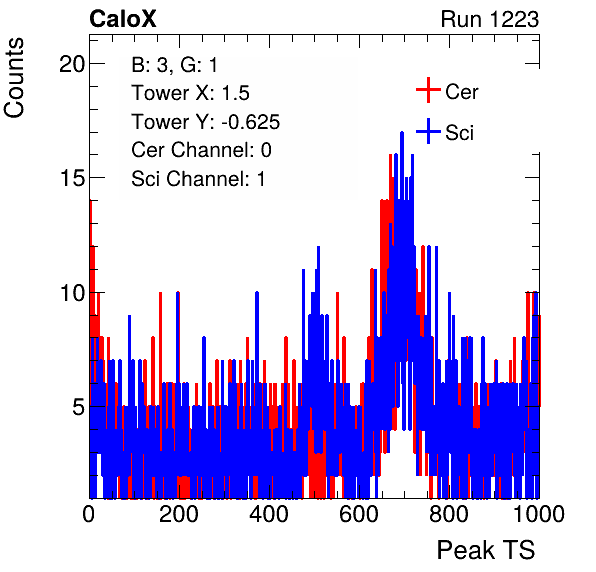 CaloX Run 1223
Counts
B: 3, G: 1
Tower X: 1.5
Tower Y: -0.625
Cer Channel: 0
Sci Channel: 1
Cer
Sci
20
15
10
5
0 200 400 600 800 1000
Peak TS